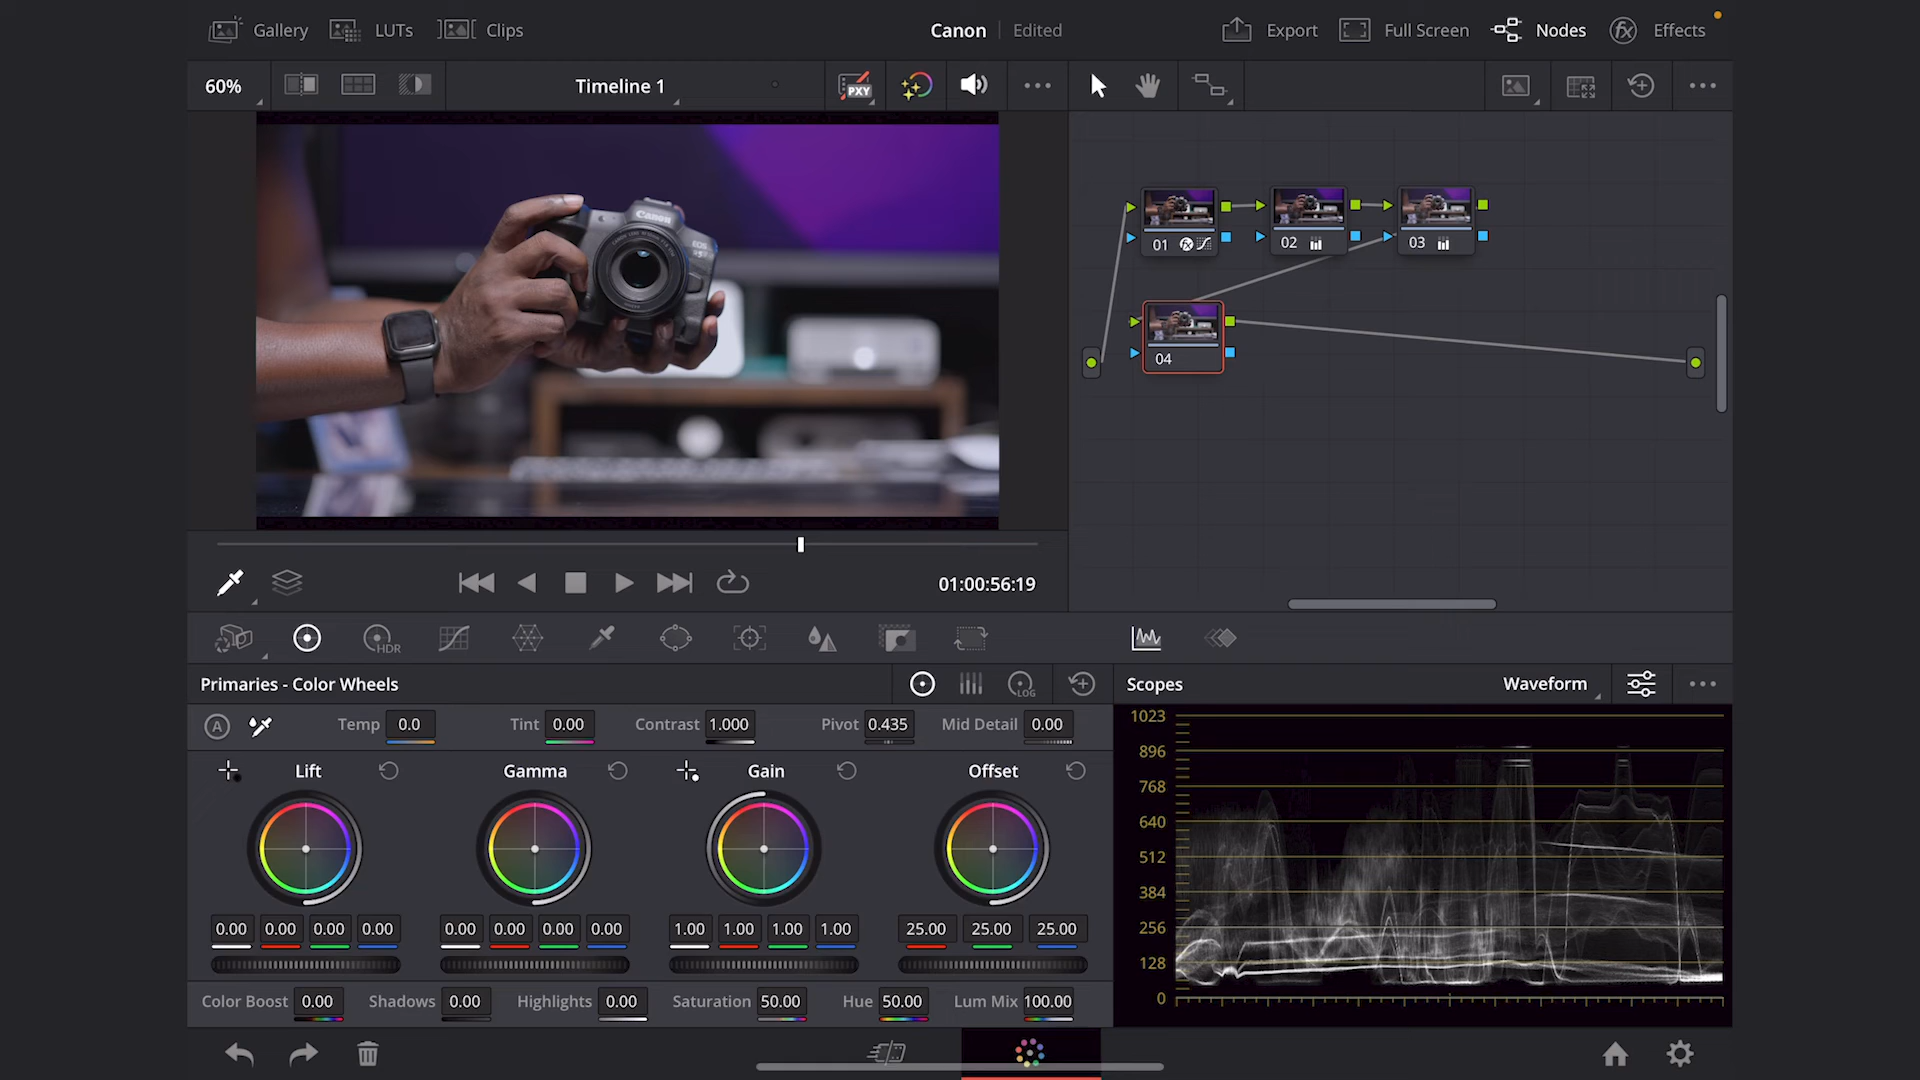 Gallery LUTs Clips Canon Edited Export Full Screen Nodes Effects
60% Timeline 1 PXY
Canon
EOS
R5
01 02 03
04
01:00:56:19
HDR
Primaries - Color Wheels LOG Scopes Waveform
A Temp 0.0 Tint 0.00 Contrast 1.000 Pivot 0.435 Mid Detail 0.00
Lift Gamma Gain Offset
0.00 0.00 0.00 0.00 0.00 0.00 0.00 0.00 1.00 1.00 1.00 1.00 25.00 25.00 25.00
Color Boost 0.00 Shadows 0.00 Highlights 0.00 Saturation 50.00 Hue 50.00 Lum Mix 100.00
1023
896
768
640
512
384
256
128
0